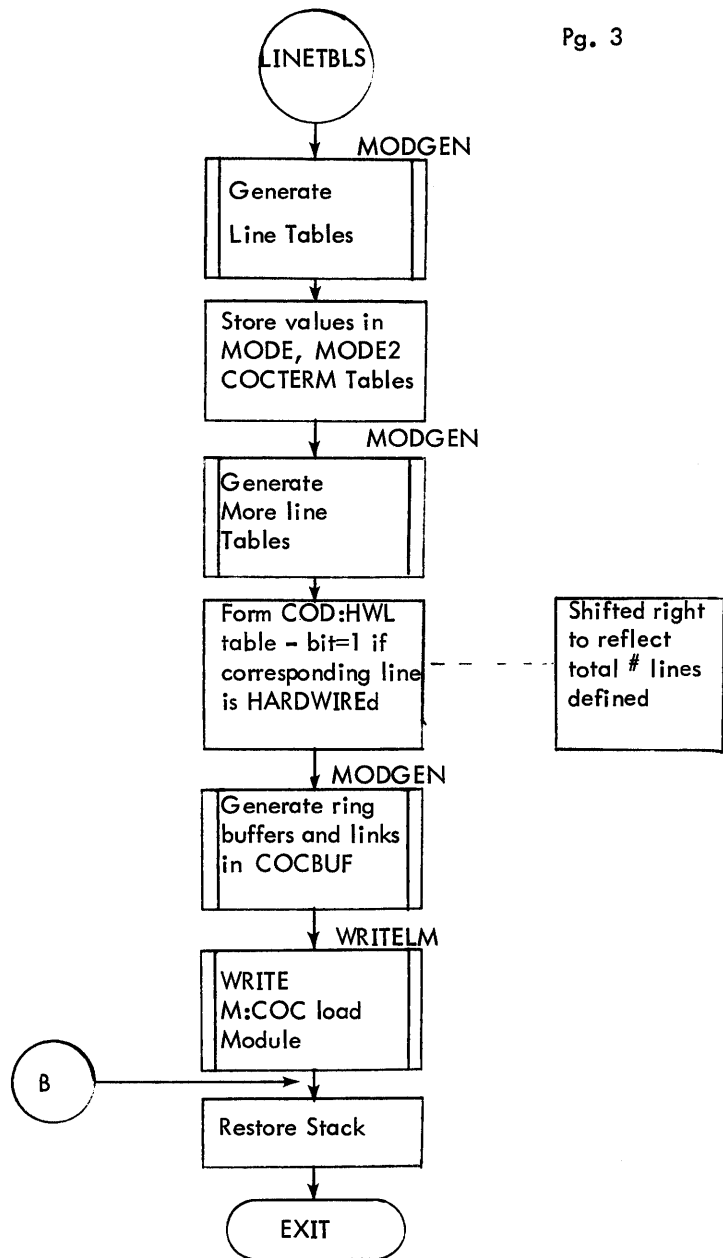 Pg. 3
LINETBLS
MODGEN
Generate
Line Tables
Store values in
MODE, MODE2
COCTERM Tables
MODGEN
Generate
More line
Tables
Form COD:HWL
table - bit=1 if
corresponding line
is HARDWIREd
Shifted right
to reflect
total # lines
defined
MODGEN
Generate ring
buffers and links
in COCBUF
WRITELM
WRITE
M:COC load
Module
B
Restore Stack
EXIT